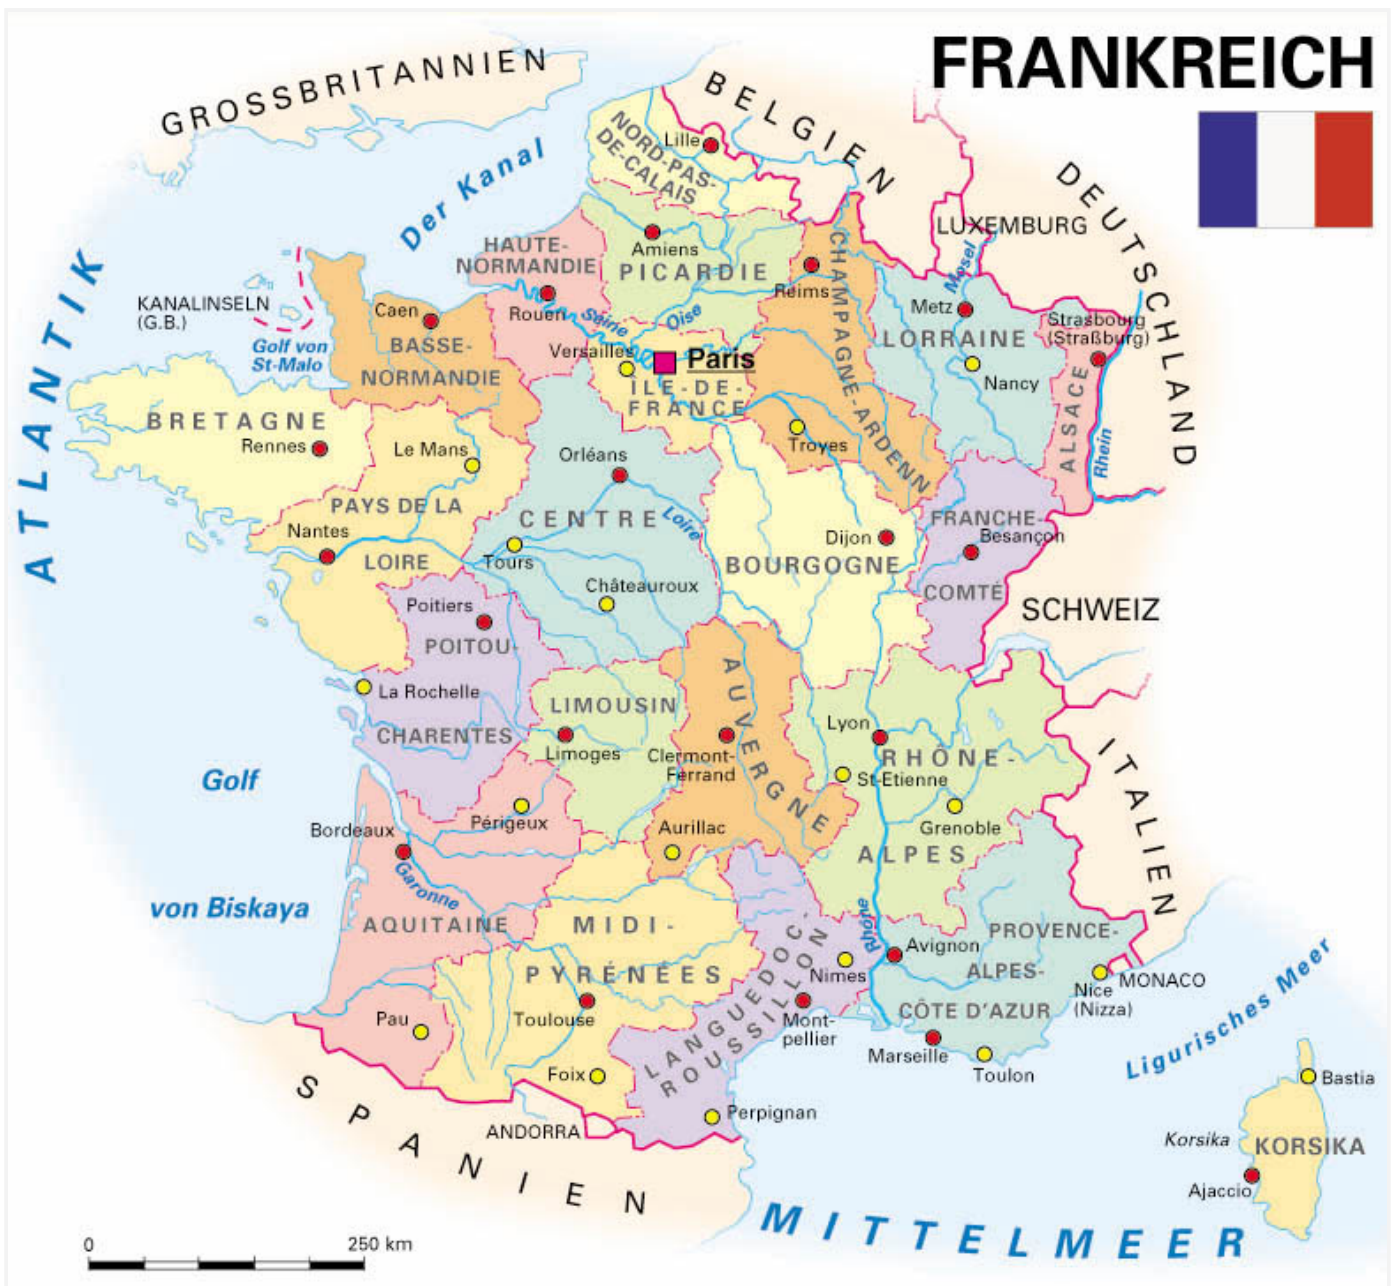 FRANKREICH
GROSSBRITANNIEN
BELGIEN
DEUTSCHLAND
LUXEMBURG
Der Kanal
ATLANTIK
KANALINSELN
(G.B.)
Golf von
St-Malo
NORD-PAS-
DE-CALAIS
Lille
HAUTE-
NORMANDIE
Rouen
Amiens
PICARDIE
CHAMPAGNE-ARDENN
Reims
Mosel
Metz
LORRAINE
Nancy
Strasbourg
(Straßburg)
ALSACE
Rhein
Caen
BASSE-
NORMANDIE
Seine
Oise
Versailles
Paris
ÎLE-DE-
FRANCE
Troyes
BRETAGNE
Rennes
Le Mans
PAYS DE LA
LOIRE
Nantes
Orléans
CENTRE
Loire
Tours
Châteauroux
Dijon
BOURGOGNE
FRANCHE-
Besançon
COMTÉ
SCHWEIZ
Poitiers
POITOU-
La Rochelle
CHARENTES
LIMOUSIN
Limoges
AUVERGNE
Clermont-
Ferrand
Aurillac
Lyon
RHÔNE-
St-Etienne
Grenoble
ALPES
ITALIEN
Golf
von Biskaya
Périgeux
Bordeaux
Garonne
AQUITAINE
Pau
MIDI-
PYRÉNÉES
Toulouse
Foix
LANGUEDOC-
ROUSSILLON
Nimes
Mont-
pellier
Perpignan
Rhône
Avignon
PROVENCE-
ALPES-
CÔTE D'AZUR
Marseille
Toulon
Nice
(Nizza)
MONACO
Ligurisches Meer
SPANIEN
ANDORRA
Bastia
Korsika
KORSIKA
Ajaccio
MITTELMEER
0
250 km